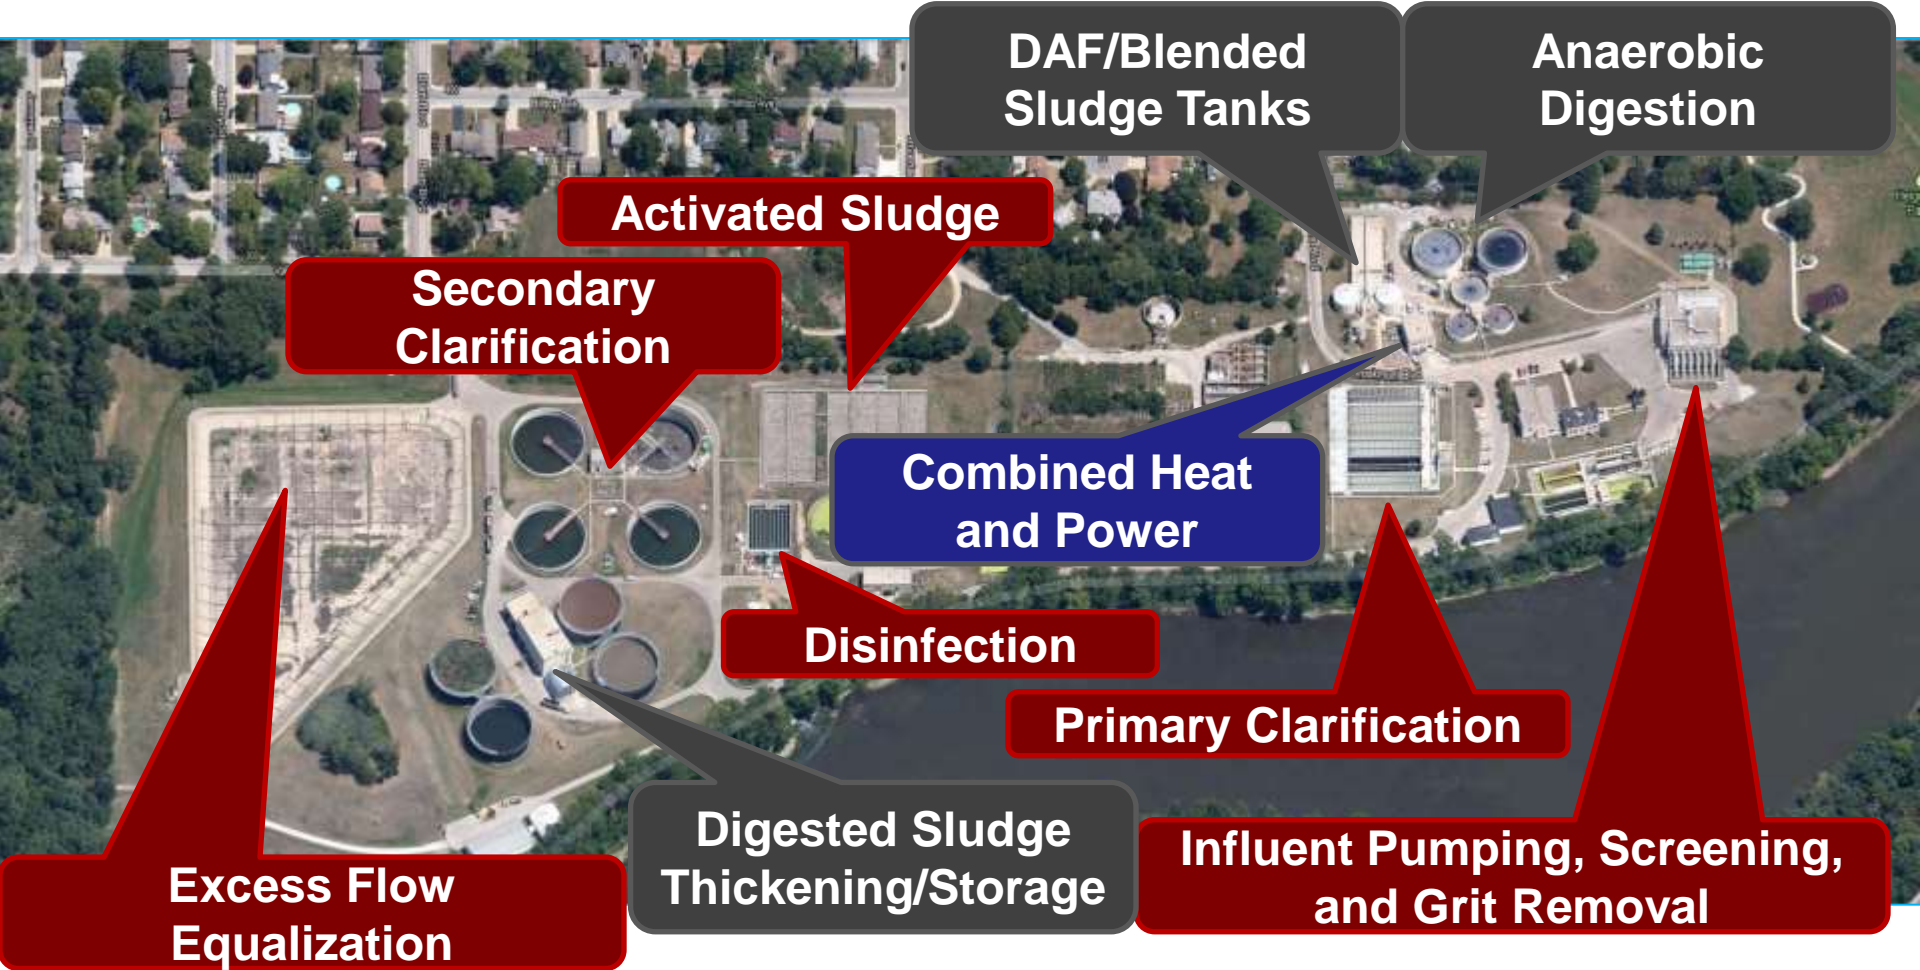 DAF/Blended
Sludge Tanks
Anaerobic
Digestion
Activated Sludge
Secondary
Clarification
Combined Heat
and Power
Disinfection
Primary Clarification
Digested Sludge
Thickening/Storage
Influent Pumping, Screening,
and Grit Removal
Excess Flow
Equalization